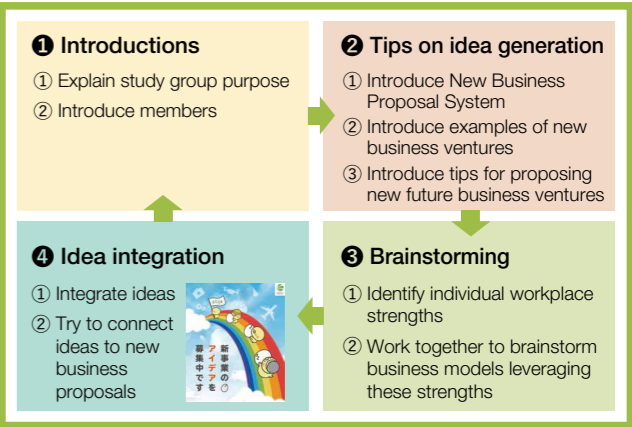 ❶ Introductions
① Explain study group purpose
② Introduce members
❷ Tips on idea generation
① Introduce New Business
Proposal System
② Introduce examples of new
business ventures
③ Introduce tips for proposing
new future business ventures
❸ Brainstorming
① Identify individual workplace
strengths
② Work together to brainstorm
business models leveraging
these strengths
❹ Idea integration
① Integrate ideas
② Try to connect
ideas to new
business
proposals
新事業の
アイデアを
募集中です